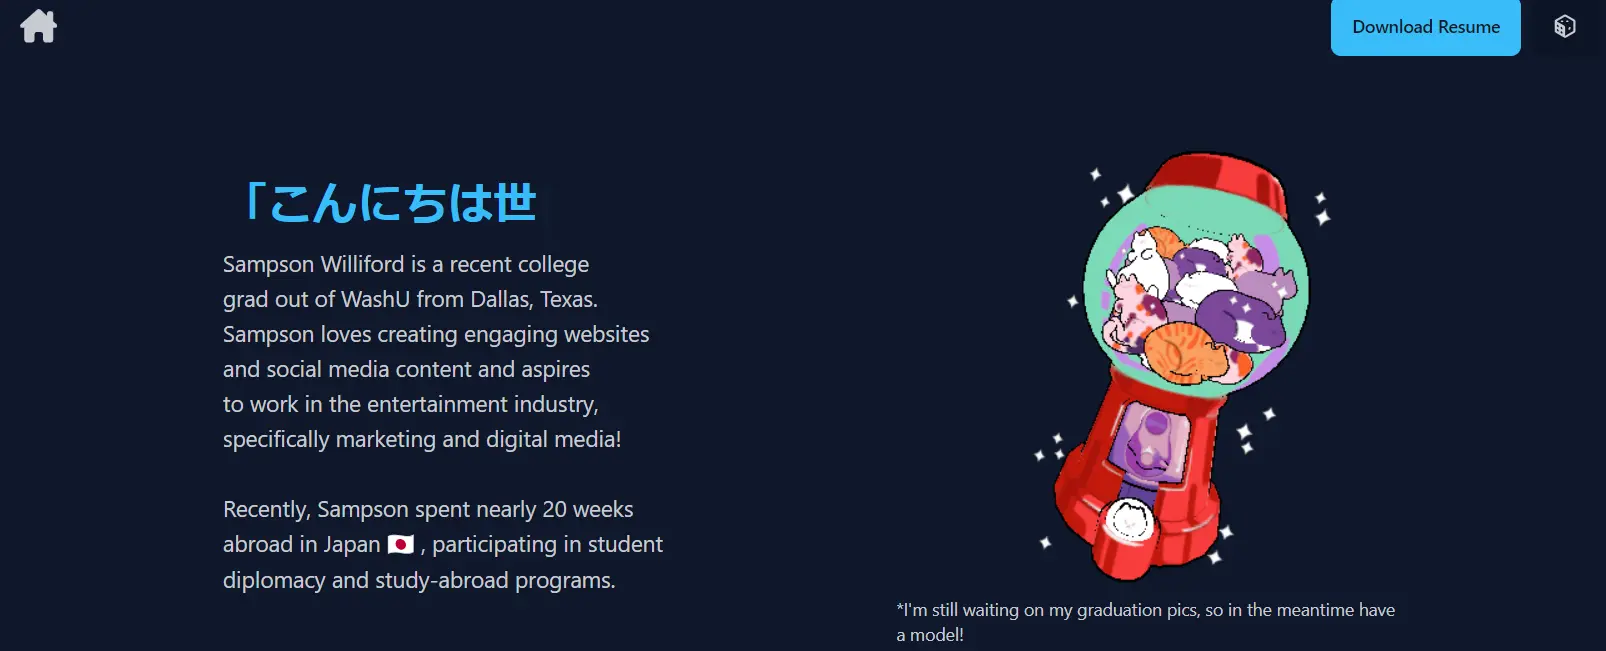 Download Resume
「こんにちは世
Sampson Williford is a recent college
grad out of WashU from Dallas, Texas.
Sampson loves creating engaging websites
and social media content and aspires
to work in the entertainment industry,
specifically marketing and digital media!
Recently, Sampson spent nearly 20 weeks
abroad in Japan 🇯🇵 , participating in student
diplomacy and study-abroad programs.
*I'm still waiting on my graduation pics, so in the meantime have
a model!